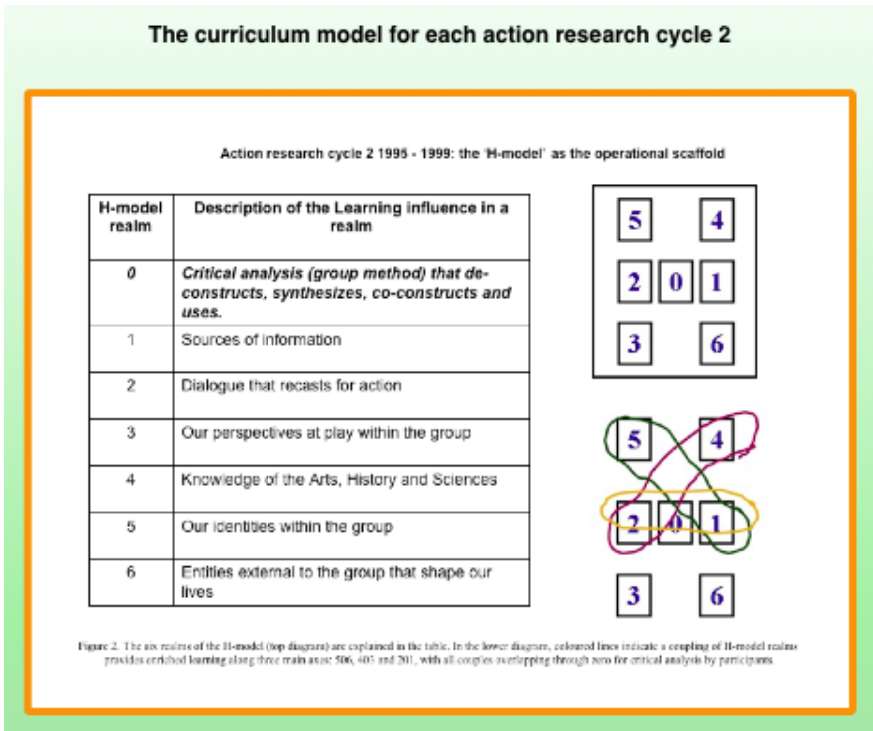 The curriculum model for each action research cycle 2
Action research cycle 2 1995 - 1999: the 'H-model' as the operational scaffold
H-model realm
Description of the Learning influence in a realm
0
Critical analysis (group method) that de-
constructs, synthesizes, co-constructs and
uses.
1
Sources of information
2
Dialogue that recasts for action
3
Our perspectives at play within the group
4
Knowledge of the Arts, History and Sciences
5
Our identities within the group
6
Entities external to the group that shape our
lives
5 4
2 0 1
3 6
5 4
2 0 1
3 6
Figure 2. The six realms of the H-model (top diagram) are explained in the table. In the lower diagram, coloured lines indicate a coupling of H-model realms
provides enriched learning along three main axes: 506, 403 and 201, with all couples overlapping through zero for critical analysis by participants.